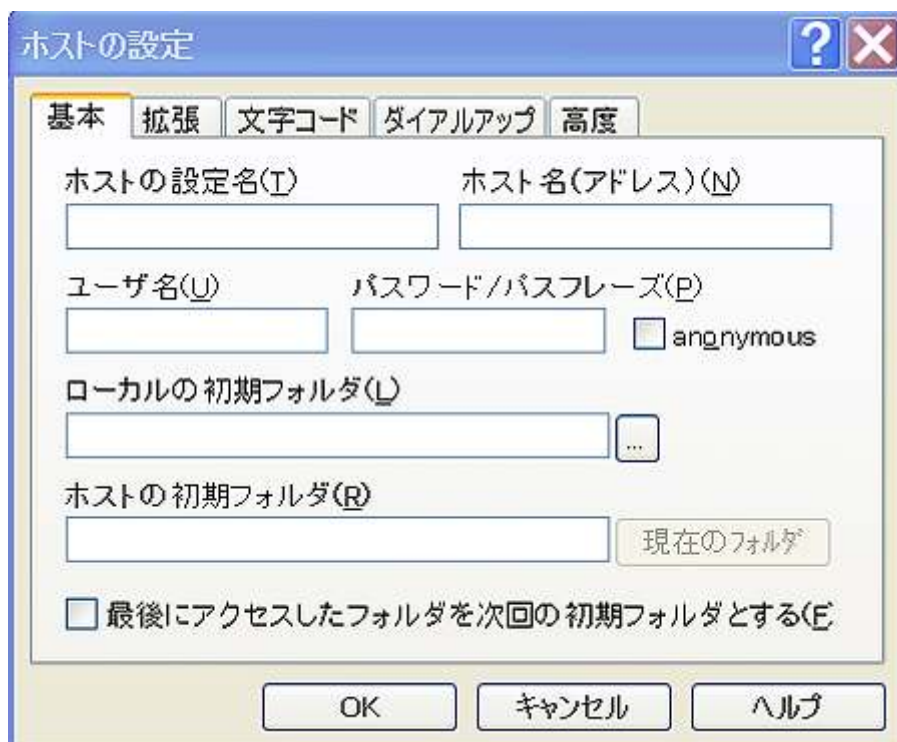 ホストの設定
基本 拡張 文字コード ダイアルアップ 高度
ホストの設定名(T) ホスト名(アドレス)(N)
ユーザ名(U) パスワード/パスフレーズ(P)
anonymous
ローカルの初期フォルダ(L)
...
ホストの初期フォルダ(R)
現在のフォルダ
最後にアクセスしたフォルダを次回の初期フォルダとする(F)
OK キャンセル ヘルプ